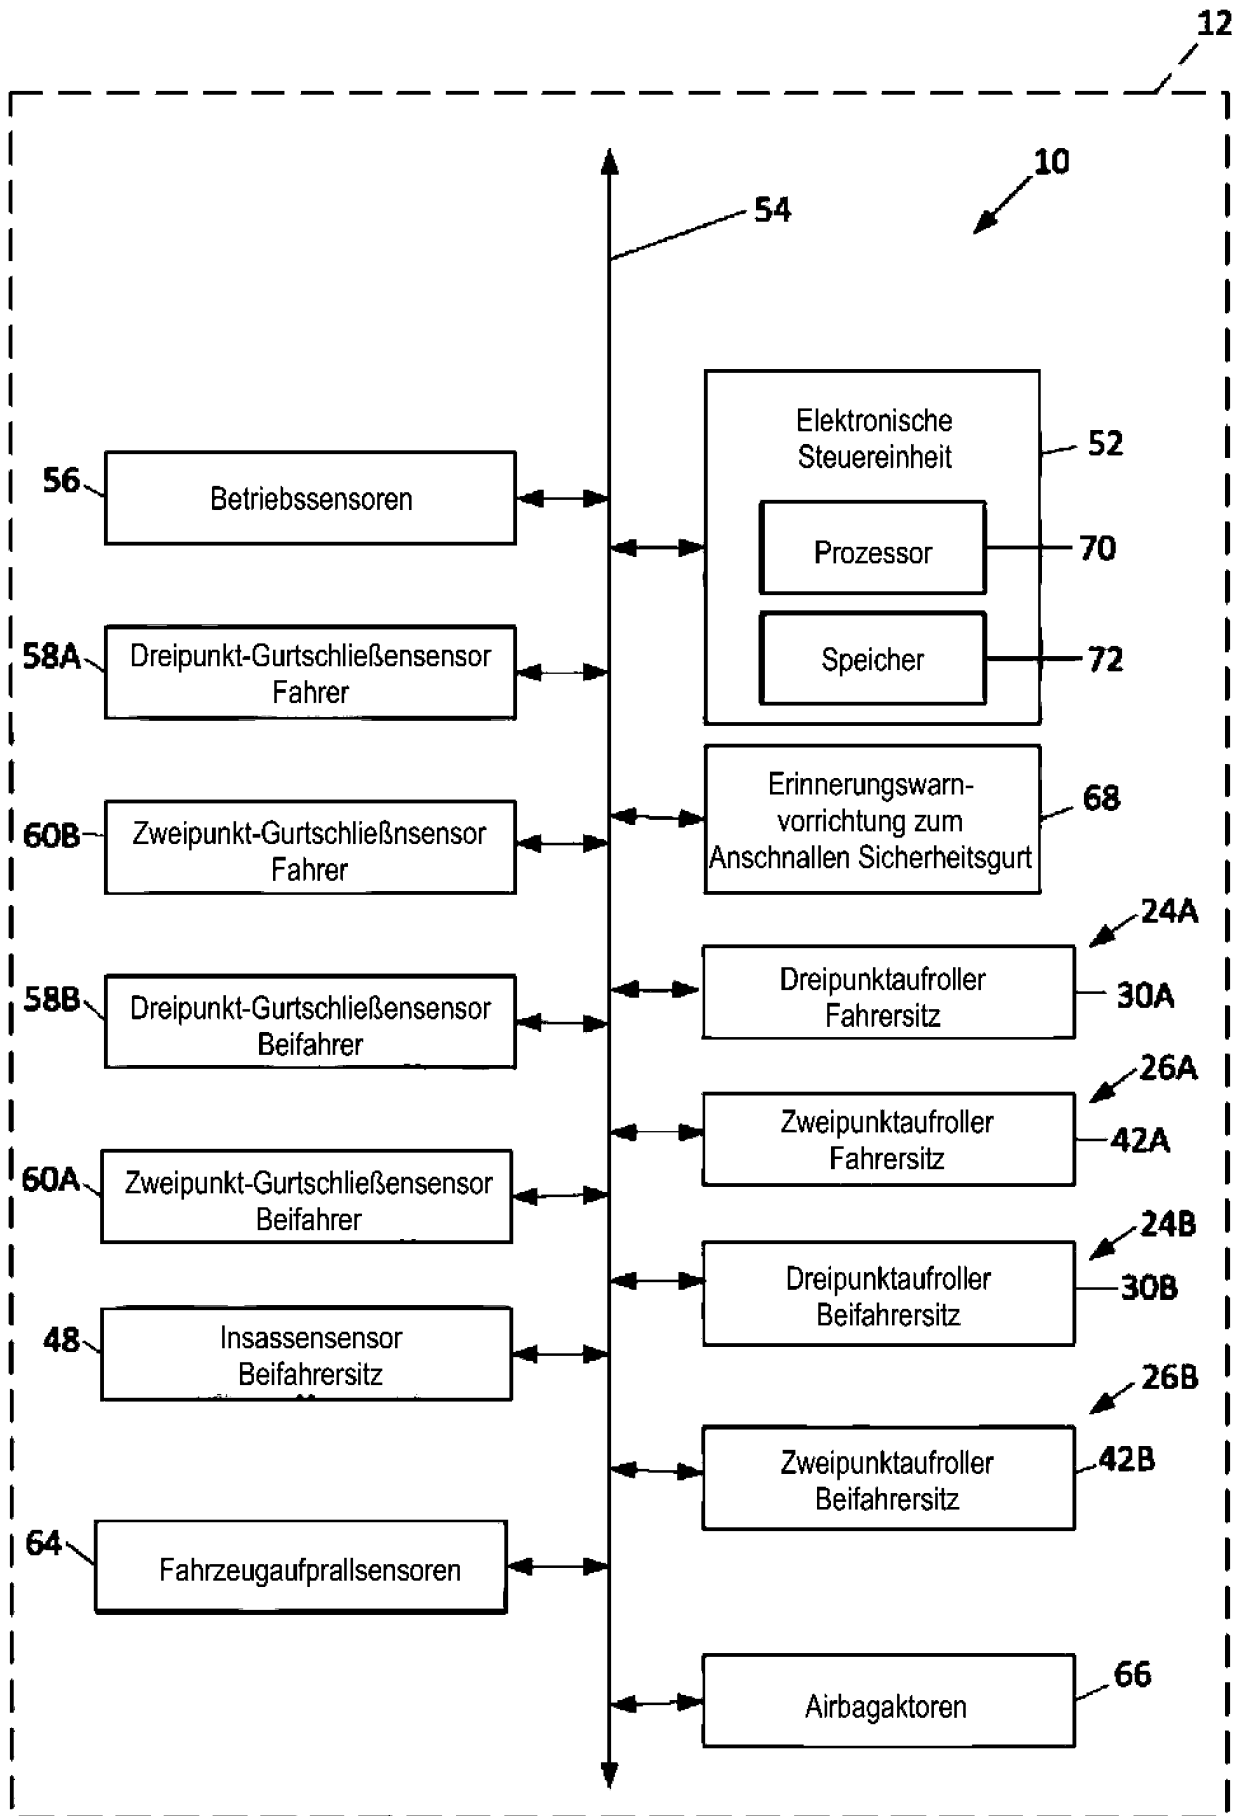 12
10
54
Elektronische
Steuereinheit
52
56
Betriebssensoren
Prozessor
70
58A
Dreipunkt-Gurtschließensensor
Fahrer
Speicher
72
Erinnerungswarn-
vorrichtung zum
Anschnallen Sicherheitsgurt
68
60B
Zweipunkt-Gurtschließnsensor
Fahrer
24A
58B
Dreipunkt-Gurtschließensensor
Beifahrer
Dreipunktaufroller
Fahrersitz
30A
26A
Zweipunktaufroller
Fahrersitz
42A
60A
Zweipunkt-Gurtschließensensor
Beifahrer
24B
Dreipunktaufroller
Beifahrersitz
30B
48
Insassensensor
Beifahrersitz
26B
Zweipunktaufroller
Beifahrersitz
42B
64
Fahrzeugaufprallsensoren
66
Airbagaktoren